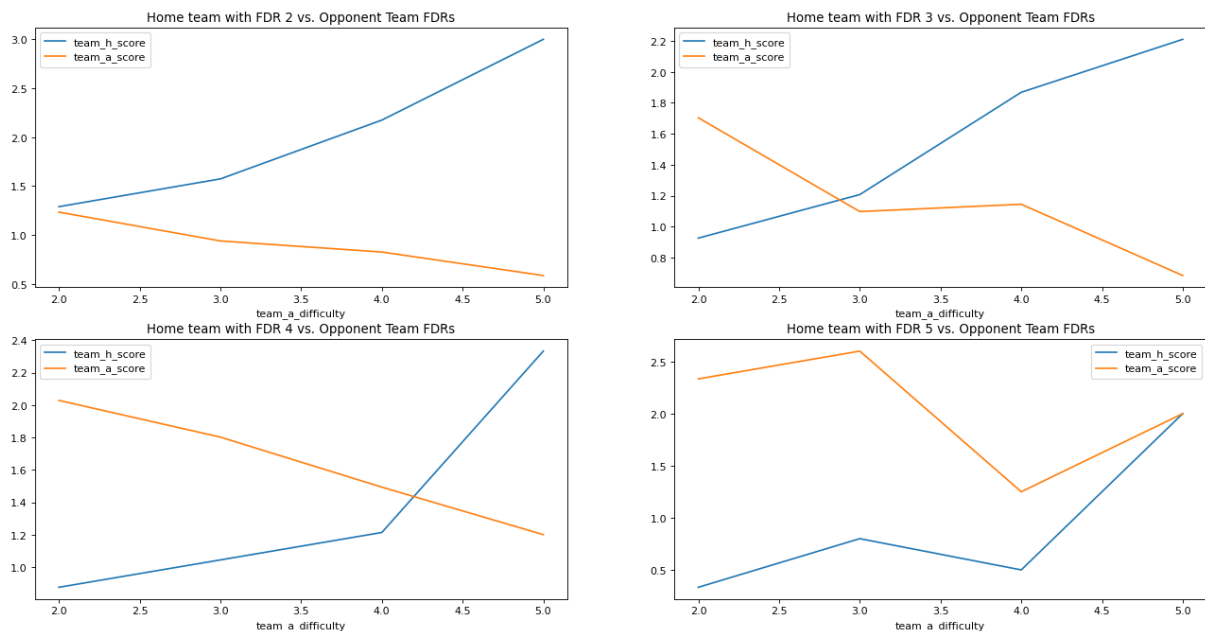 Home team with FDR 2 vs. Opponent Team FDRs
team_h_score
team_a_score
3.0
2.5
2.0
1.5
1.0
0.5
2.0 2.5 3.0 3.5 4.0 4.5 5.0
team_a_difficulty
Home team with FDR 3 vs. Opponent Team FDRs
team_h_score
team_a_score
2.2
2.0
1.8
1.6
1.4
1.2
1.0
0.8
2.0 2.5 3.0 3.5 4.0 4.5 5.0
team_a_difficulty
Home team with FDR 4 vs. Opponent Team FDRs
team_h_score
team_a_score
2.4
2.2
2.0
1.8
1.6
1.4
1.2
1.0
2.0 2.5 3.0 3.5 4.0 4.5 5.0
team_a_difficulty
Home team with FDR 5 vs. Opponent Team FDRs
team_h_score
team_a_score
2.5
2.0
1.5
1.0
0.5
2.0 2.5 3.0 3.5 4.0 4.5 5.0
team_a_difficulty